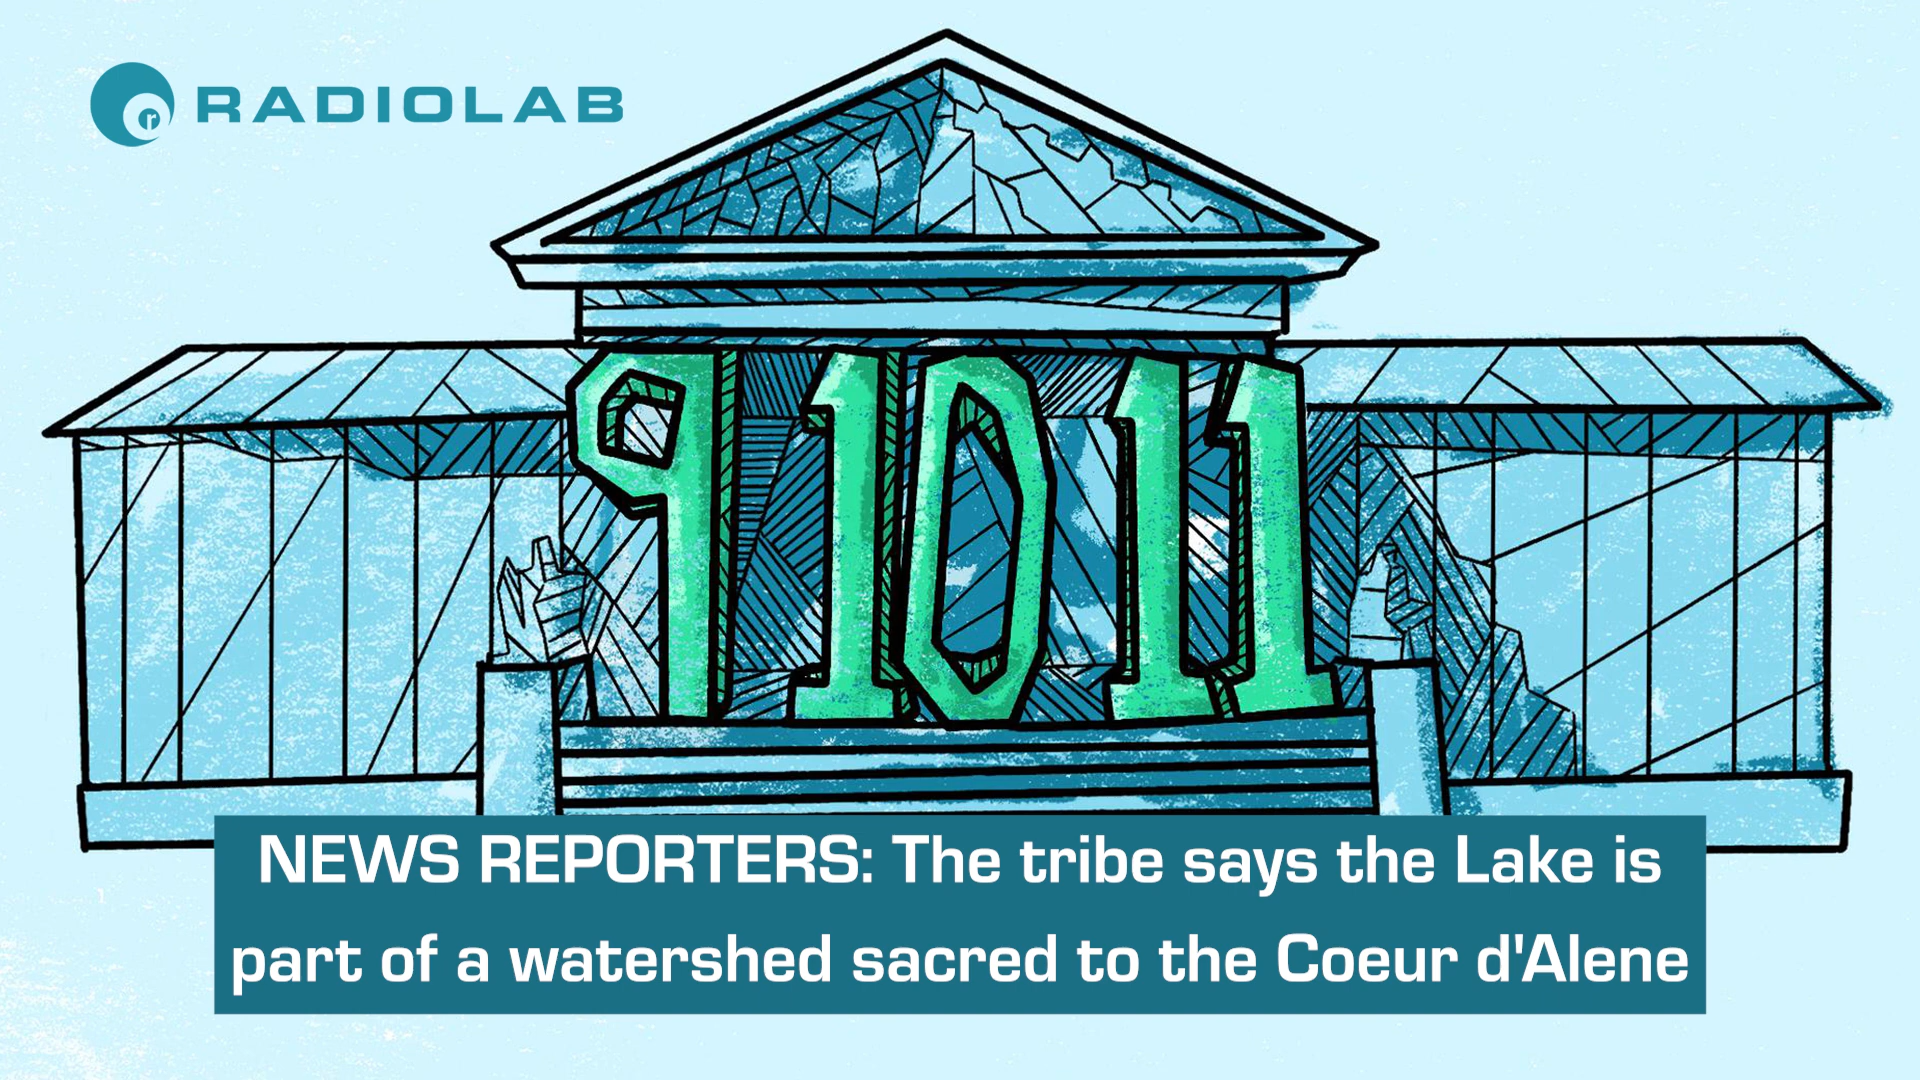 RADIOLAB
9 10 11
NEWS REPORTERS: The tribe says the Lake is
part of a watershed sacred to the Coeur d'Alene